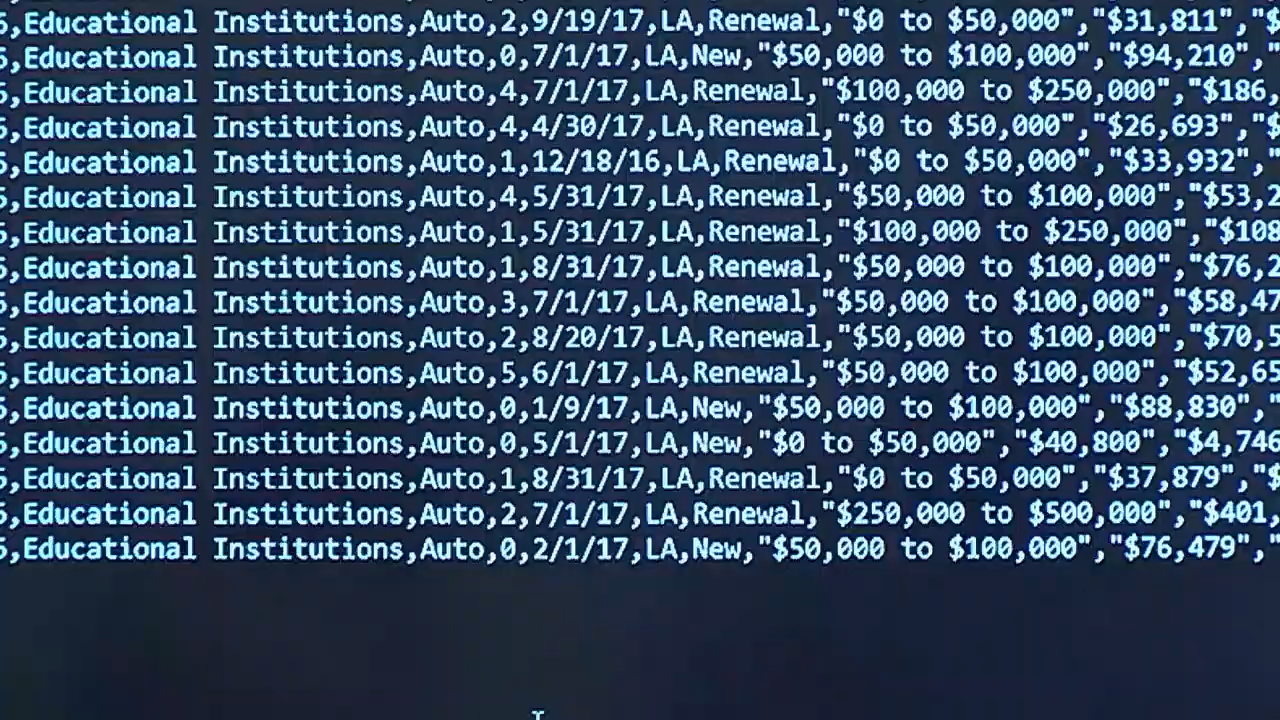 5,Educational Institutions,Auto,2,9/19/17,LA,Renewal,"$0 to $50,000","$31,811","$
5,Educational Institutions,Auto,0,7/1/17,LA,New,"$50,000 to $100,000","$94,210","
5,Educational Institutions,Auto,4,7/1/17,LA,Renewal,"$100,000 to $250,000","$186,
5,Educational Institutions,Auto,4,4/30/17,LA,Renewal,"$0 to $50,000","$26,693","$
5,Educational Institutions,Auto,1,12/18/16,LA,Renewal,"$0 to $50,000","$33,932","
5,Educational Institutions,Auto,4,5/31/17,LA,Renewal,"$50,000 to $100,000","$53,2
5,Educational Institutions,Auto,1,5/31/17,LA,Renewal,"$100,000 to $250,000","$108
5,Educational Institutions,Auto,1,8/31/17,LA,Renewal,"$50,000 to $100,000","$76,2
5,Educational Institutions,Auto,3,7/1/17,LA,Renewal,"$50,000 to $100,000","$58,47
5,Educational Institutions,Auto,2,8/20/17,LA,Renewal,"$50,000 to $100,000","$70,5
5,Educational Institutions,Auto,5,6/1/17,LA,Renewal,"$50,000 to $100,000","$52,65
5,Educational Institutions,Auto,0,1/9/17,LA,New,"$50,000 to $100,000","$88,830","
5,Educational Institutions,Auto,0,5/1/17,LA,New,"$0 to $50,000","$40,800","$4,746
5,Educational Institutions,Auto,1,8/31/17,LA,Renewal,"$0 to $50,000","$37,879","$
5,Educational Institutions,Auto,2,7/1/17,LA,Renewal,"$250,000 to $500,000","$401,
5,Educational Institutions,Auto,0,2/1/17,LA,New,"$50,000 to $100,000","$76,479","